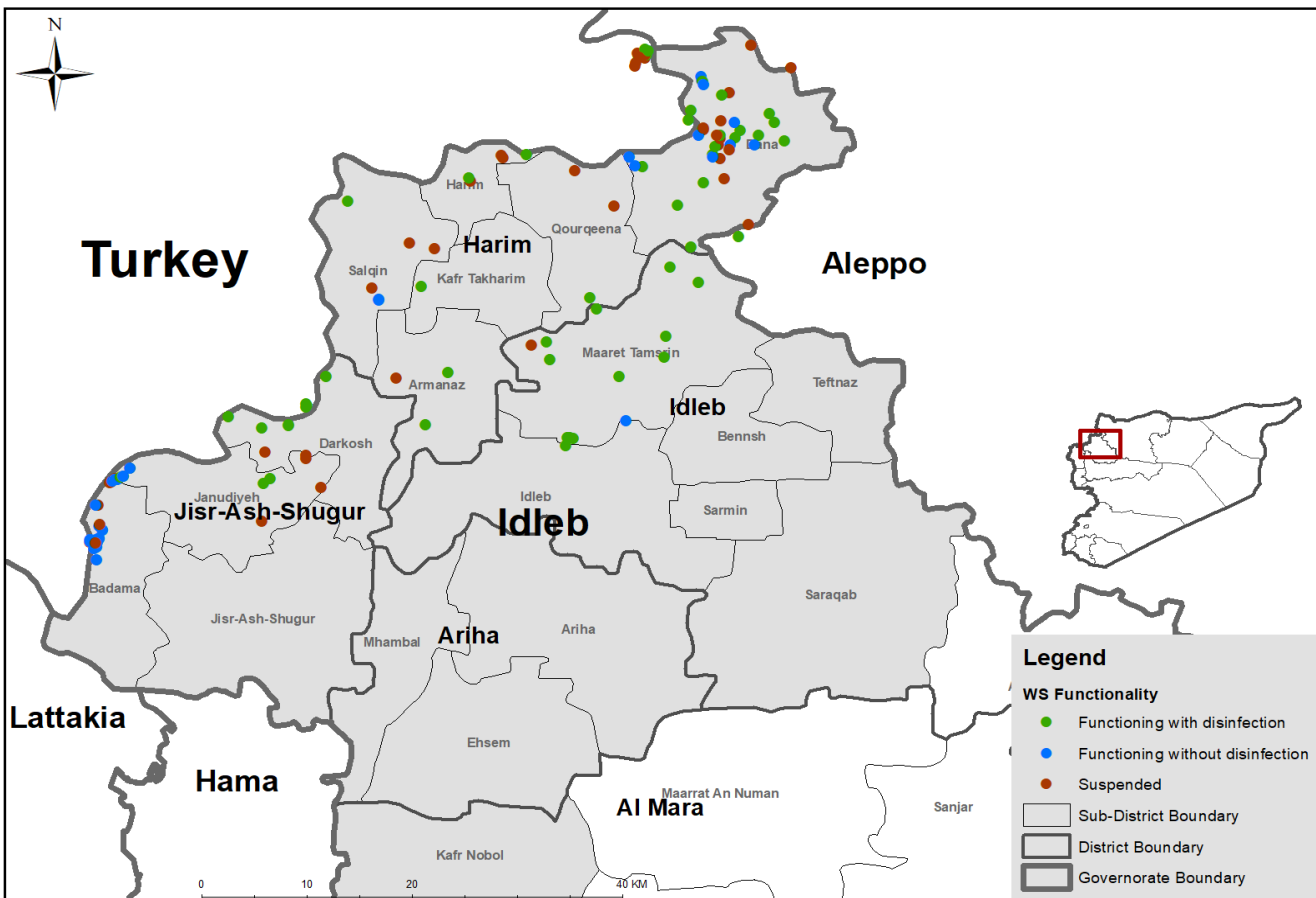 N
Dana
Harim
Turkey
Harim
Qourqeena
Aleppo
Salqin
Kafr Takharim
Maaret Tamsrin
Armanaz
Teftnaz
Idleb
Bennsh
Darkosh
Janudiyeh
Jisr-Ash-Shugur
Idleb
Idleb
Sarmin
Badama
Saraqab
Jisr-Ash-Shugur
Mhambal
Ariha
Ariha
Lattakia
Ehsem
Hama
Maarrat An Numan
Al Mara
Sanjar
Kafr Nobol
0 10 20 40 KM
Legend
WS Functionality
Functioning with disinfection
Functioning without disinfection
Suspended
Sub-District Boundary
District Boundary
Governorate Boundary